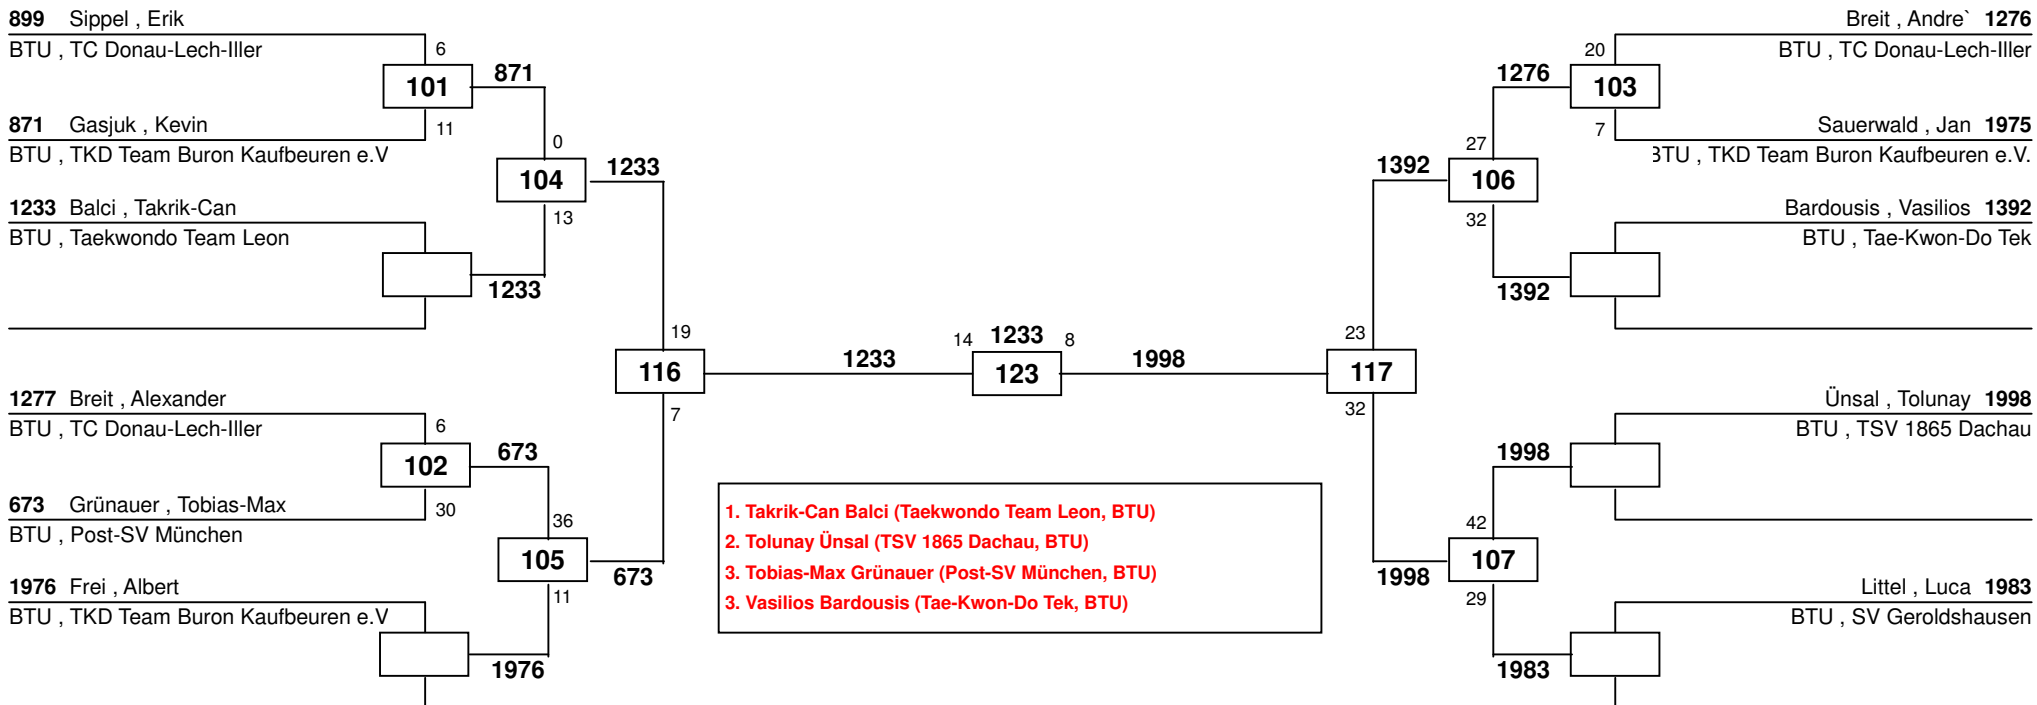 899 Sippel , Erik
BTU , TC Donau-Lech-Iller
6
101
871
871 Gasjuk , Kevin
11
BTU , TKD Team Buron Kaufbeuren e.V
0
104
1233
13
1233 Balci , Takrik-Can
BTU , Taekwondo Team Leon
1233
19
116
7
1277 Breit , Alexander
BTU , TC Donau-Lech-Iller
6
102
673
673 Grünauer , Tobias-Max
30
BTU , Post-SV München
36
105
673
11
1976 Frei , Albert
BTU , TKD Team Buron Kaufbeuren e.V
1976
1233
14 1233 8
123
1998
1. Takrik-Can Balci (Taekwondo Team Leon, BTU)
2. Tolunay Ünsal (TSV 1865 Dachau, BTU)
3. Tobias-Max Grünauer (Post-SV München, BTU)
3. Vasilios Bardousis (Tae-Kwon-Do Tek, BTU)
Breit , Andre` 1276
BTU , TC Donau-Lech-Iller
20
1276
103
7
Sauerwald , Jan 1975
BTU , TKD Team Buron Kaufbeuren e.V.
27
1392
106
32
Bardousis , Vasilios 1392
BTU , Tae-Kwon-Do Tek
1392
23
117
32
Ünsal , Tolunay 1998
BTU , TSV 1865 Dachau
1998
42
107
1998
29
Littel , Luca 1983
BTU , SV Geroldshausen
1983